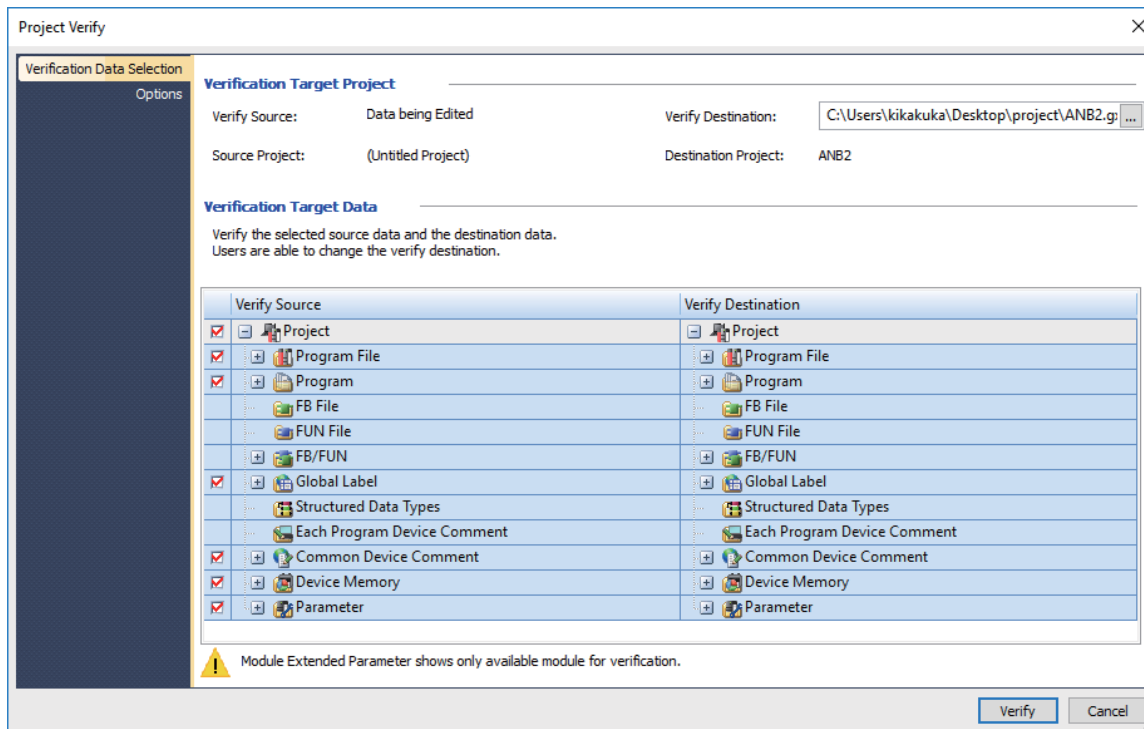 Project Verify
Verification Data Selection
Options
Verification Target Project
Verify Source: Data being Edited Verify Destination: C:\Users\kikakuka\Desktop\project\ANB2.gx ...
Source Project: (Untitled Project) Destination Project: ANB2
Verification Target Data
Verify the selected source data and the destination data.
Users are able to change the verify destination.
Verify Source Verify Destination
Project Project
Program File Program File
Program Program
FB File FB File
FUN File FUN File
FB/FUN FB/FUN
Global Label Global Label
Structured Data Types Structured Data Types
Each Program Device Comment Each Program Device Comment
Common Device Comment Common Device Comment
Device Memory Device Memory
Parameter Parameter
Module Extended Parameter shows only available module for verification.
Verify Cancel